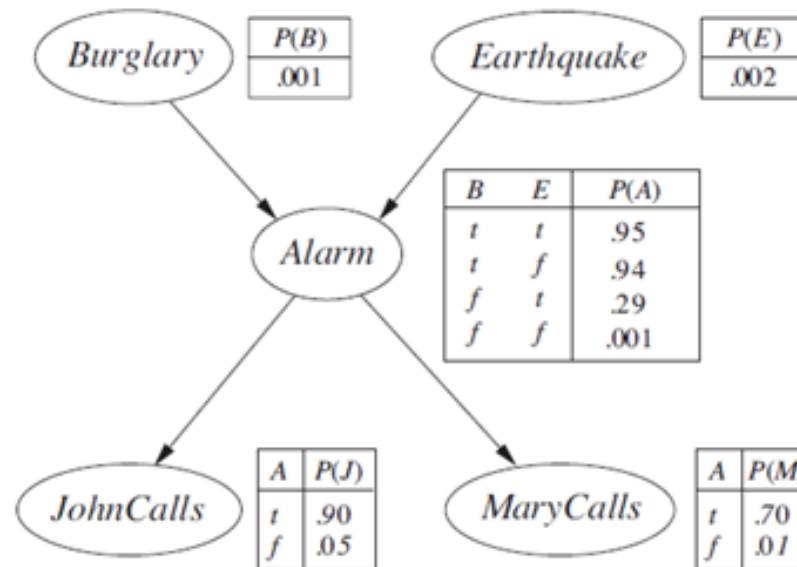 Burglary
P(B)
.001
Earthquake
P(E)
.002
Alarm
B E P(A)
t t .95
t f .94
f t .29
f f .001
JohnCalls
A P(J)
t .90
f .05
MaryCalls
A P(M
t .70
f .01